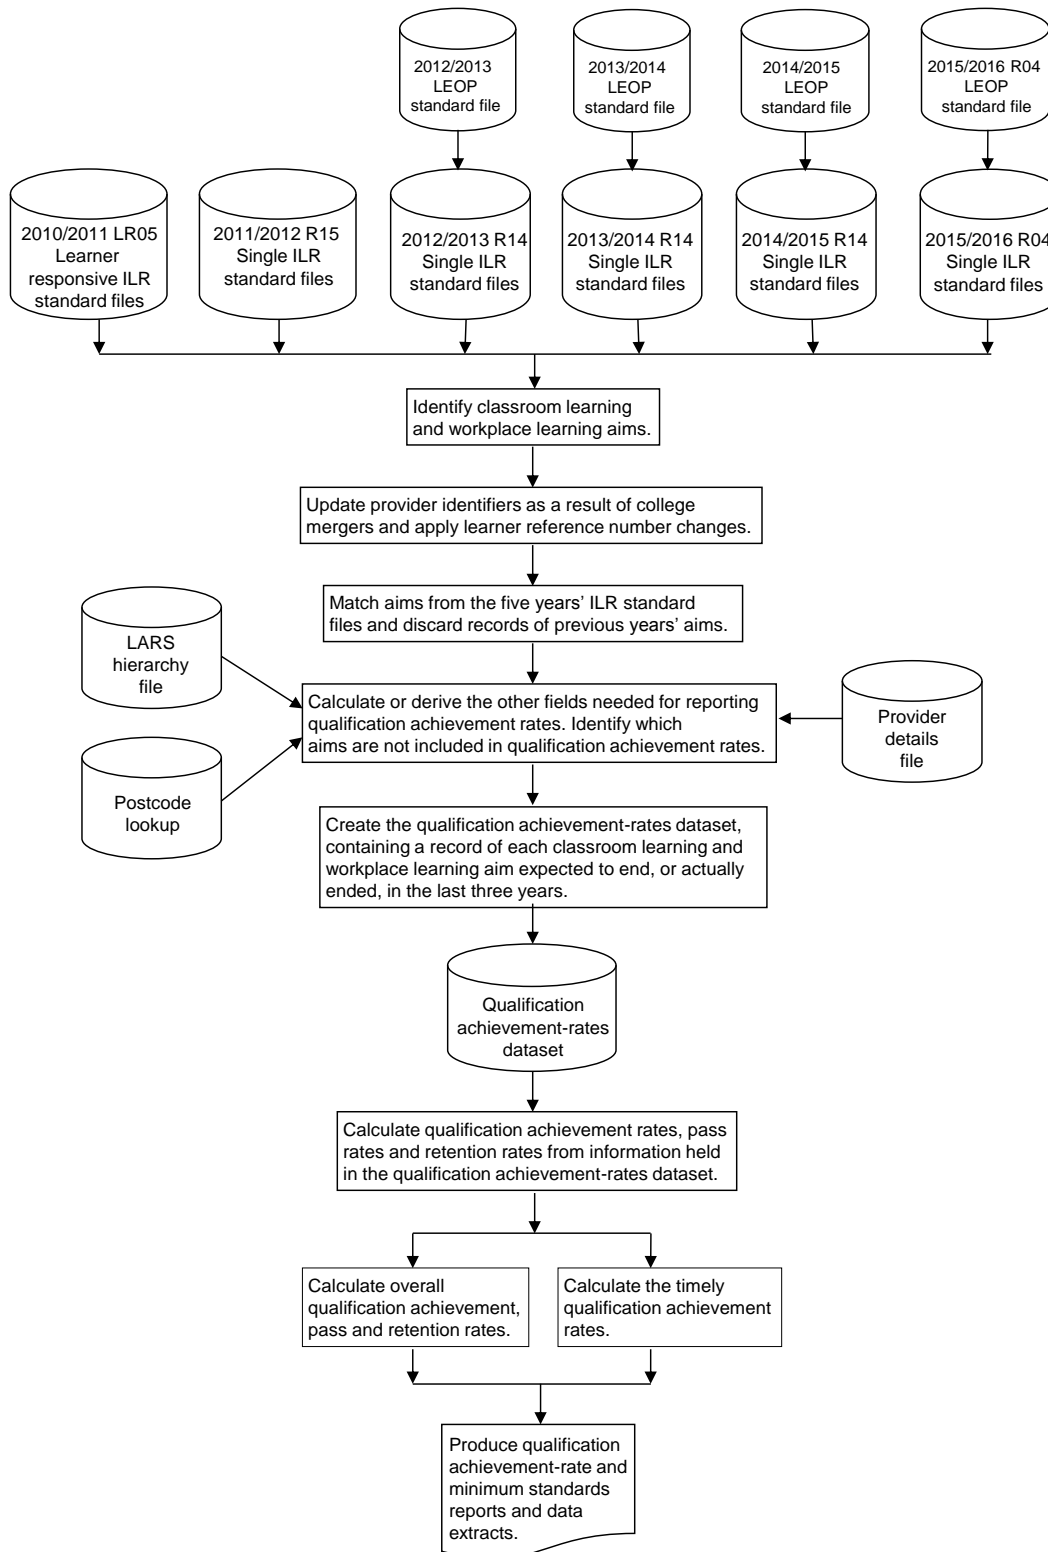 2012/2013
LEOP
standard file
2013/2014
LEOP
standard file
2014/2015
LEOP
standard file
2015/2016 R04
LEOP
standard file
2010/2011 LR05
Learner
responsive ILR
standard files
2011/2012 R15
Single ILR
standard files
2012/2013 R14
Single ILR
standard files
2013/2014 R14
Single ILR
standard files
2014/2015 R14
Single ILR
standard files
2015/2016 R04
Single ILR
standard files
Identify classroom learning
and workplace learning aims.
Update provider identifiers as a result of college
mergers and apply learner reference number changes.
Match aims from the five years’ ILR standard
files and discard records of previous years’ aims.
LARS
hierarchy
file
Calculate or derive the other fields needed for reporting
qualification achievement rates. Identify which
aims are not included in qualification achievement rates.
Provider
details
file
Postcode
lookup
Create the qualification achievement-rates dataset,
containing a record of each classroom learning and
workplace learning aim expected to end, or actually
ended, in the last three years.
Qualification
achievement-rates
dataset
Calculate qualification achievement rates, pass
rates and retention rates from information held
in the qualification achievement-rates dataset.
Calculate overall
qualification achievement,
pass and retention rates.
Calculate the timely
qualification achievement
rates.
Produce qualification
achievement-rate and
minimum standards
reports and data
extracts.